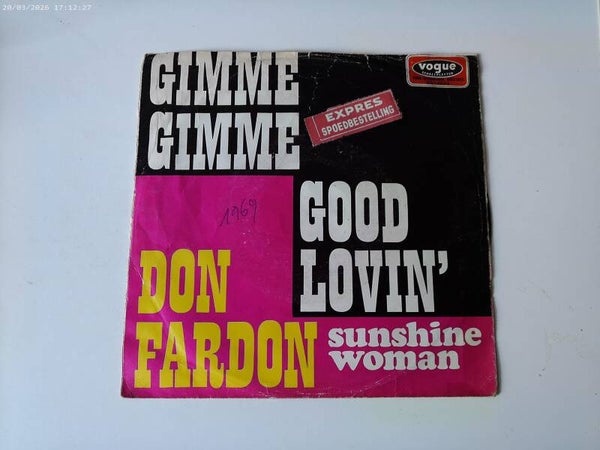 20/03/2026 17:12:27
GIMME
GIMME
vogue
EXPRES
SPOEDBESTELLING
1969
GOOD
LOVIN'
DON
FARDON
sunshine
woman